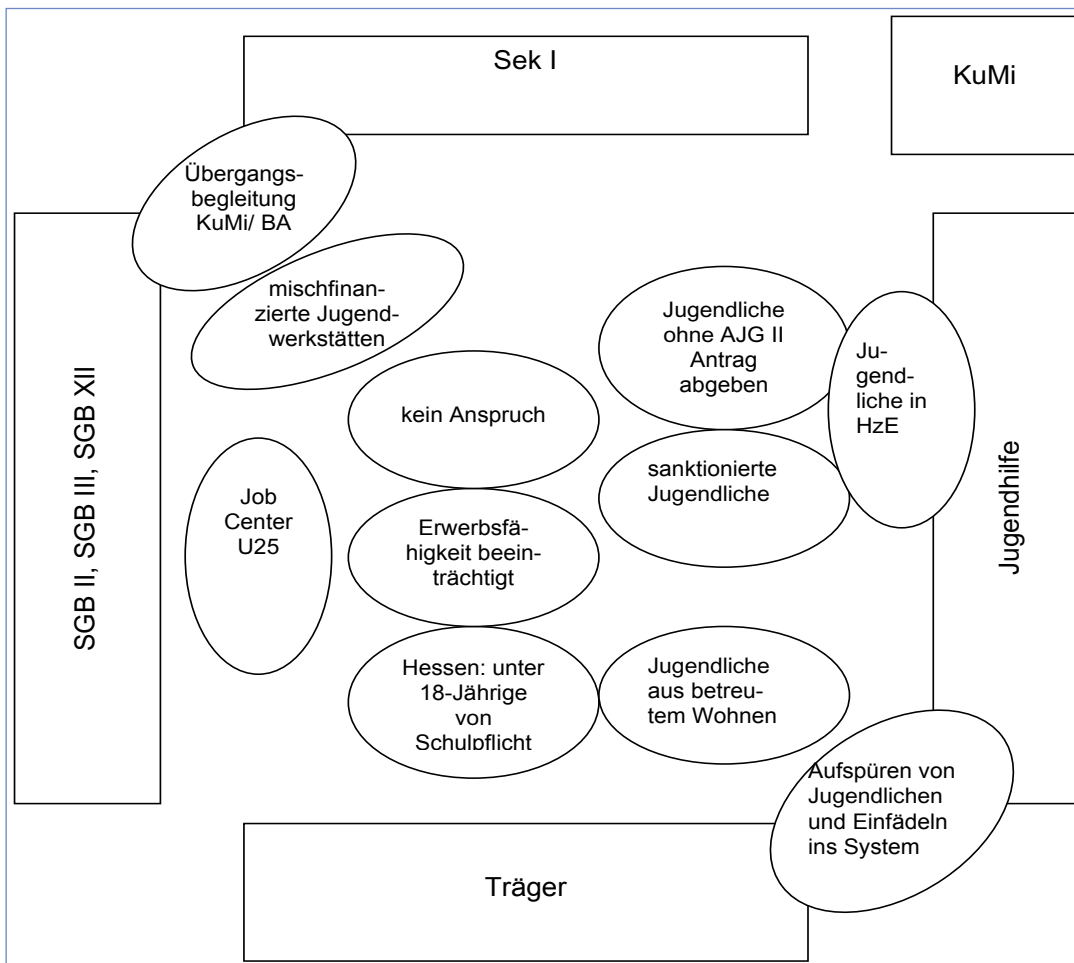 Sek I
KuMi
Übergangs-
begleitung
KuMi/ BA
mischfinan-
zierte Jugend-
werkstätten
Jugendliche
ohne AJG II
Antrag
abgeben
Ju-
gend-
liche in
HzE
kein Anspruch
sanktionierte
Jugendliche
Job
Center
U25
Erwerbsfä-
higkeit beein-
trächtigt
SGB II, SGB III, SGB XII
Jugendhilfe
Hessen: unter
18-Jährige
von
Schulpflicht
Jugendliche
aus betreu-
tem Wohnen
Aufspüren von
Jugendlichen
und Einfädeln
ins System
Träger